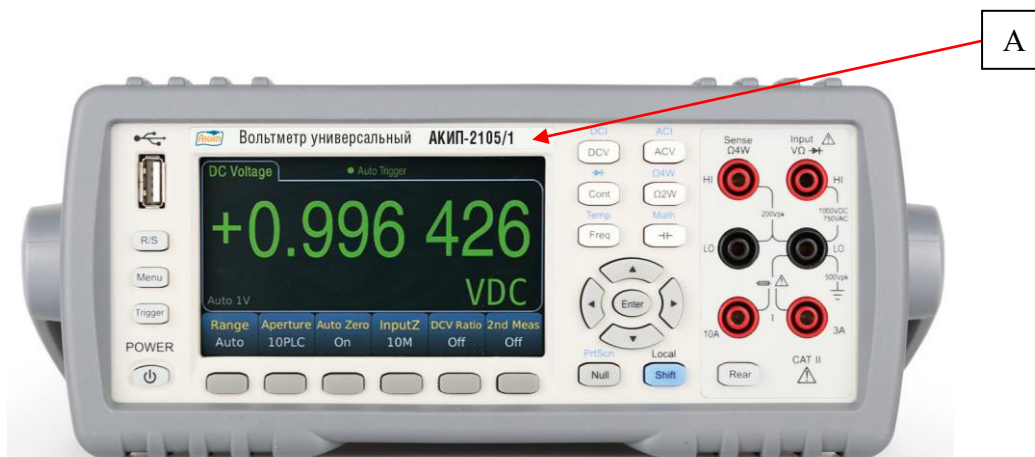 A
Акип Вольтметр универсальный АКИП-2105/1
DC Voltage Auto Trigger
+0.996 426
VDC
Auto 1V
Range Aperture Auto Zero InputZ DCV Ratio 2nd Meas
Auto 10PLC On 10M Off Off
R/S
Menu
Trigger
POWER
DCI ACI
DCV ACV
Ω4W
Cont Ω2W
Temp Math
Freq
Enter
PrtScn Local
Null Shift
Sense Input
Ω4W VΩ
HI HI
200Vpk 1000VDC
750VAC
LO LO
500Vpk
I
10A 3A
Rear CAT II